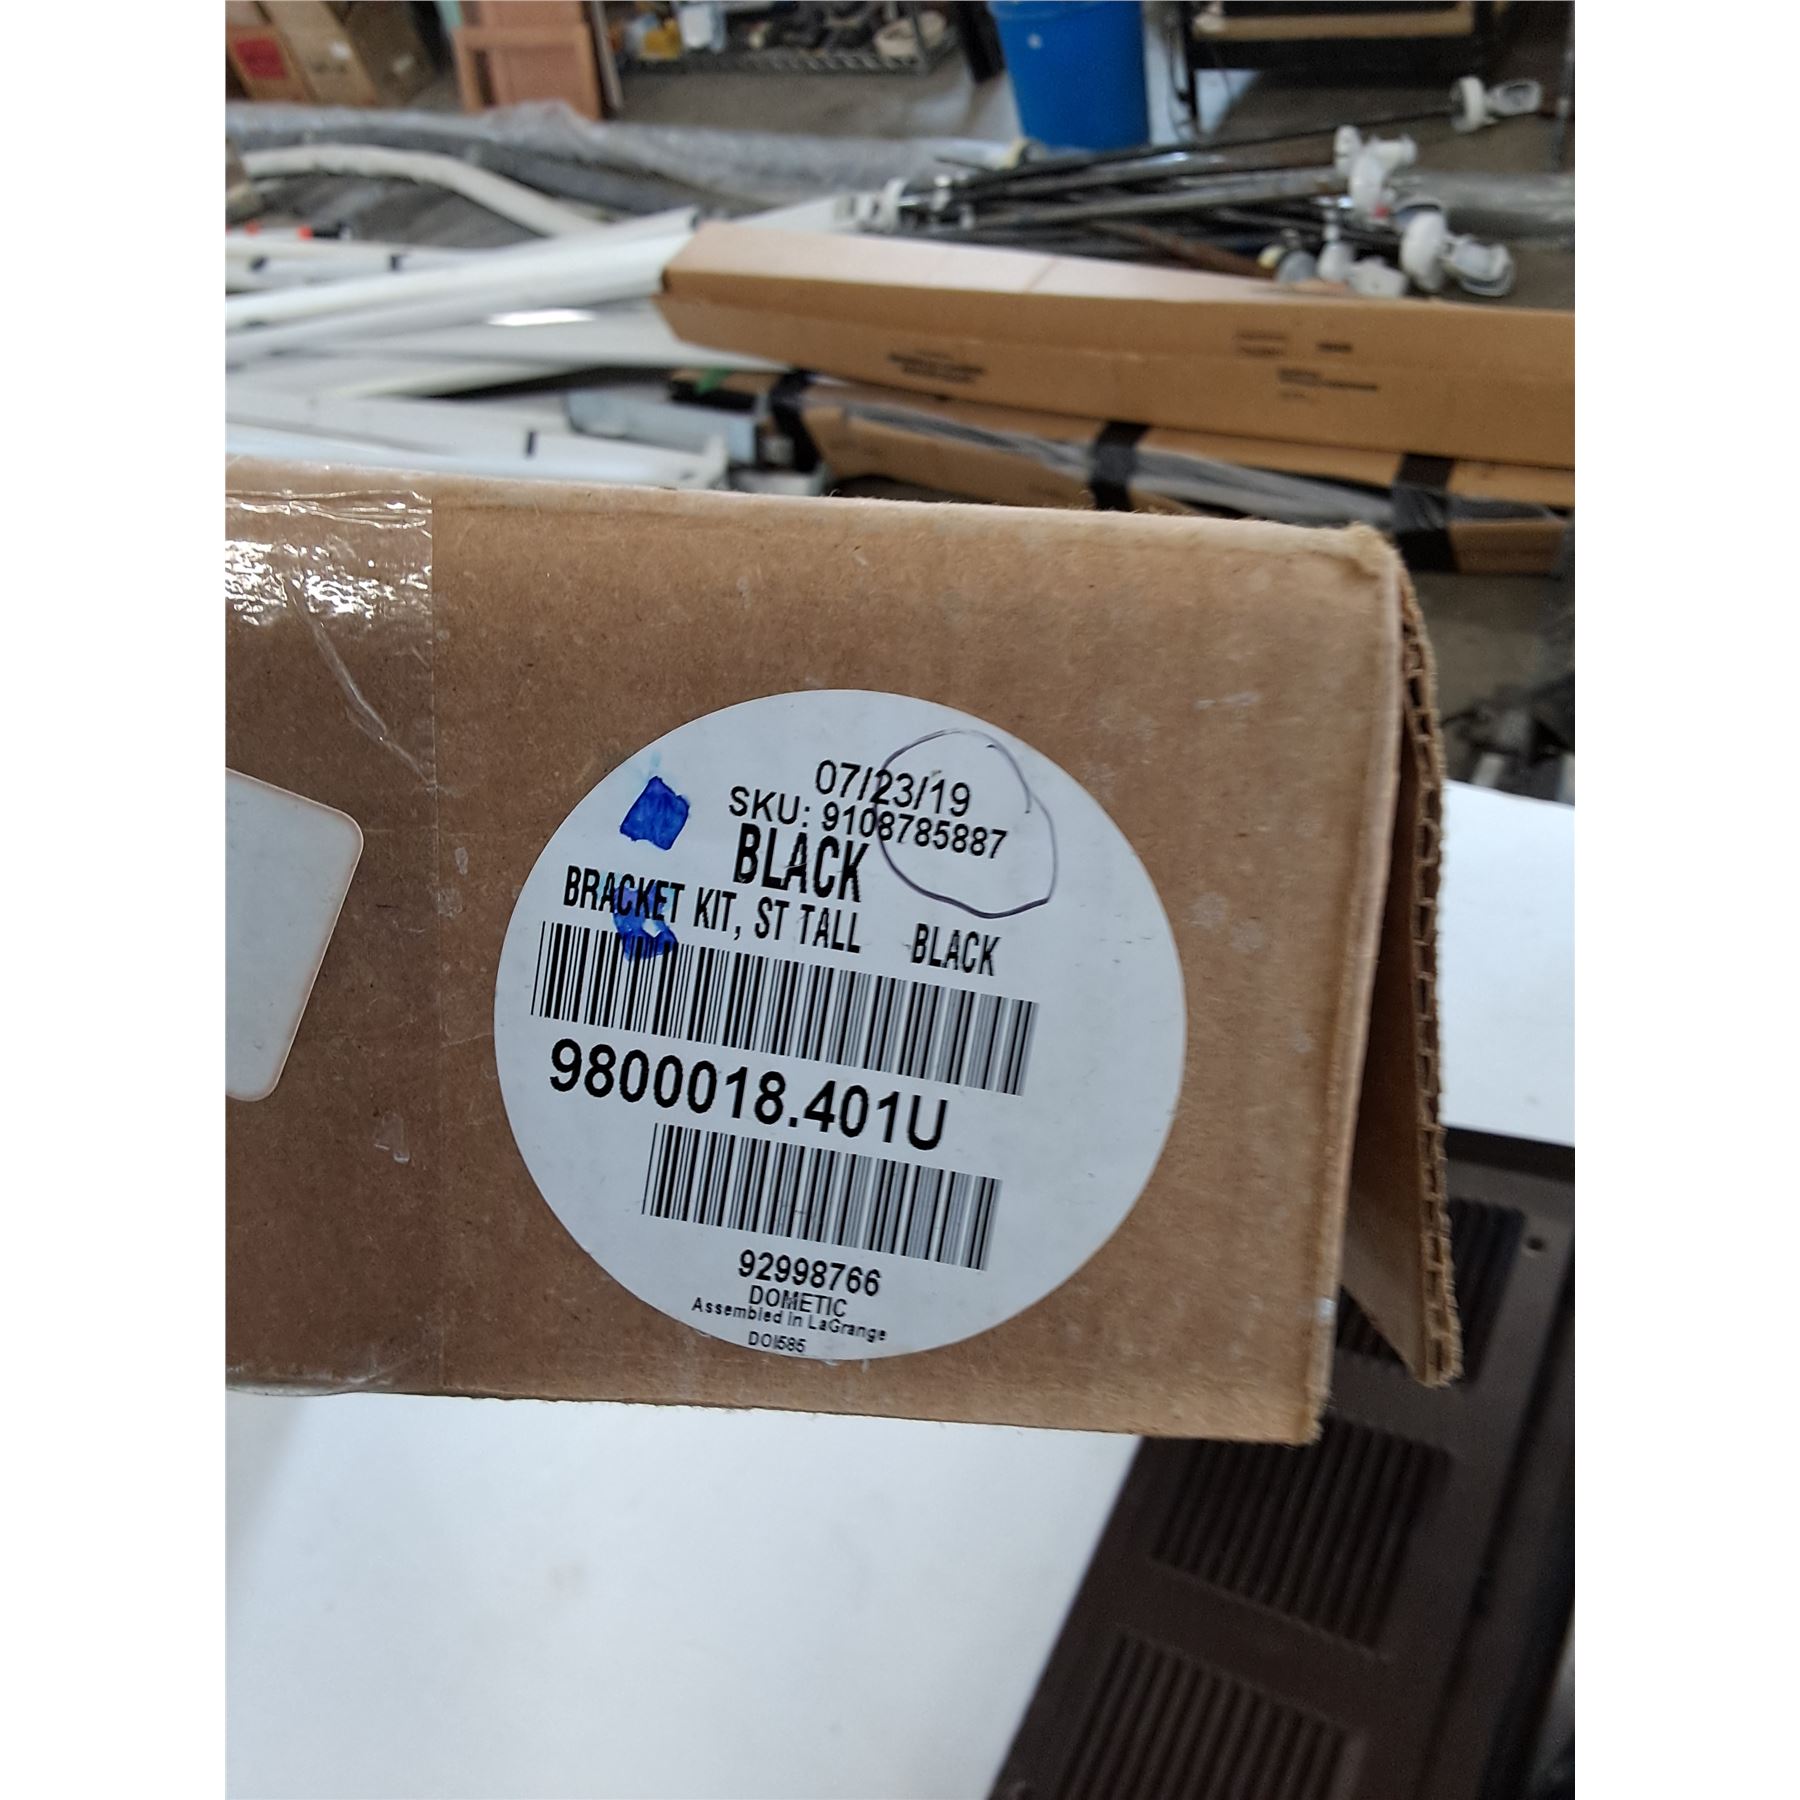 07/23/19
SKU: 9108785887
BLACK
BRACKET KIT, ST TALL BLACK
9800018.401U
92998766
DOMETIC
Assembled in LaGrange
DOI585